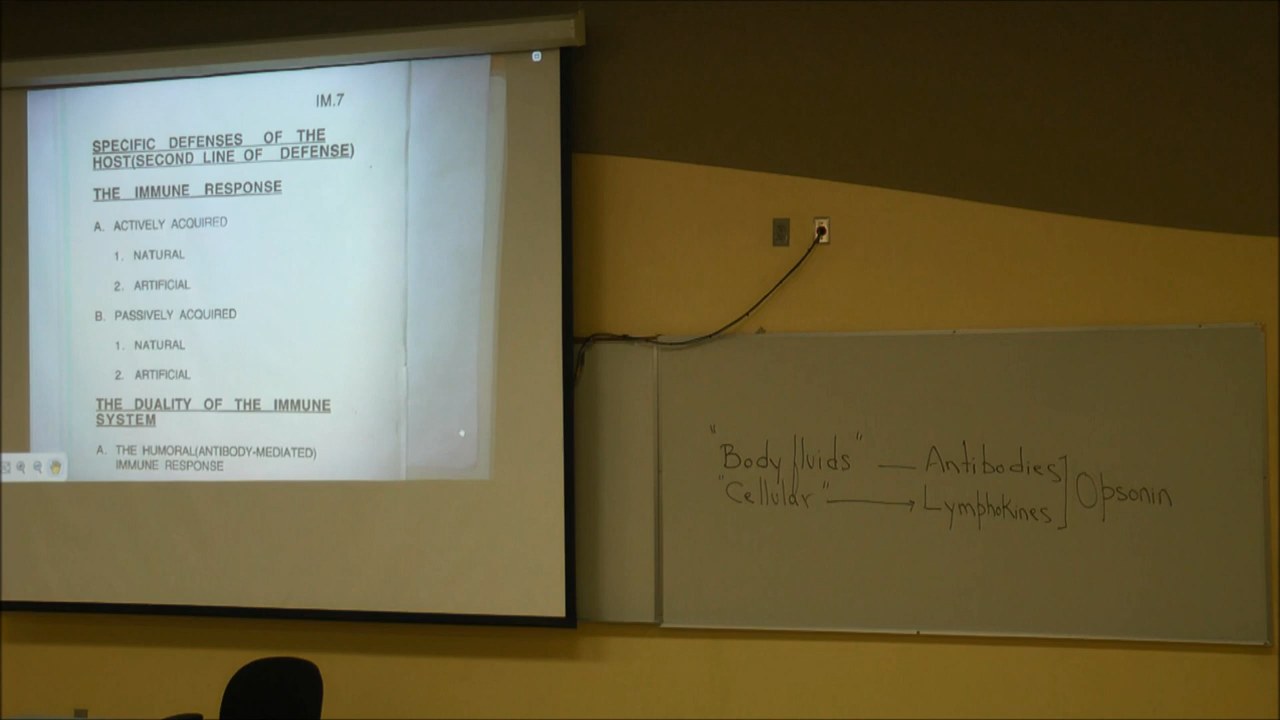 IM.7
SPECIFIC DEFENSES OF THE
HOST(SECOND LINE OF DEFENSE)
THE IMMUNE RESPONSE
A. ACTIVELY ACQUIRED
1. NATURAL
2. ARTIFICIAL
B. PASSIVELY ACQUIRED
1. NATURAL
2. ARTIFICIAL
THE DUALITY OF THE IMMUNE
SYSTEM
A. THE HUMORAL(ANTIBODY-MEDIATED)
IMMUNE RESPONSE
"Body fluids" — Antibodies
"Cellular" → Lymphokines ] Opsonin